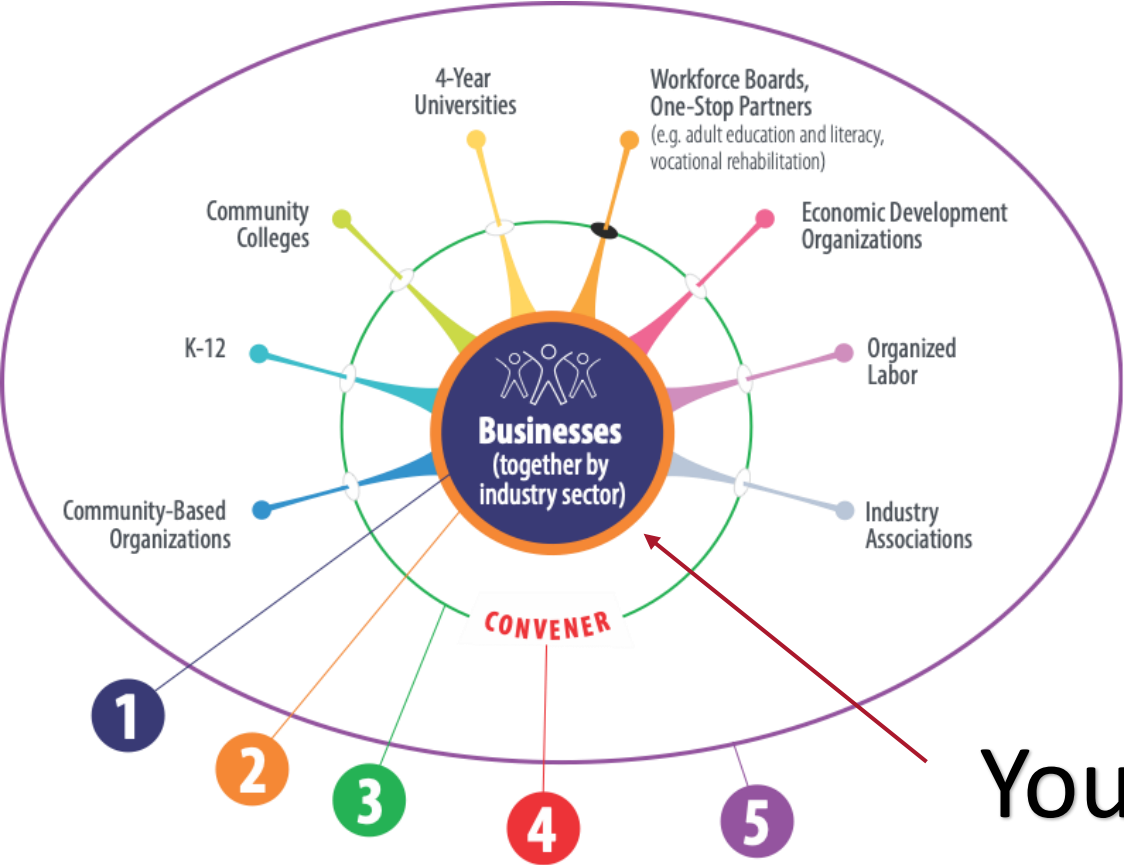 4-Year
Universities
Workforce Boards,
One-Stop Partners
(e.g. adult education and literacy,
vocational rehabilitation)
Community
Colleges
Economic Development
Organizations
K-12
Organized
Labor
Businesses
(together by
industry sector)
Community-Based
Organizations
Industry
Associations
CONVENER
1
2
3
4
5
You